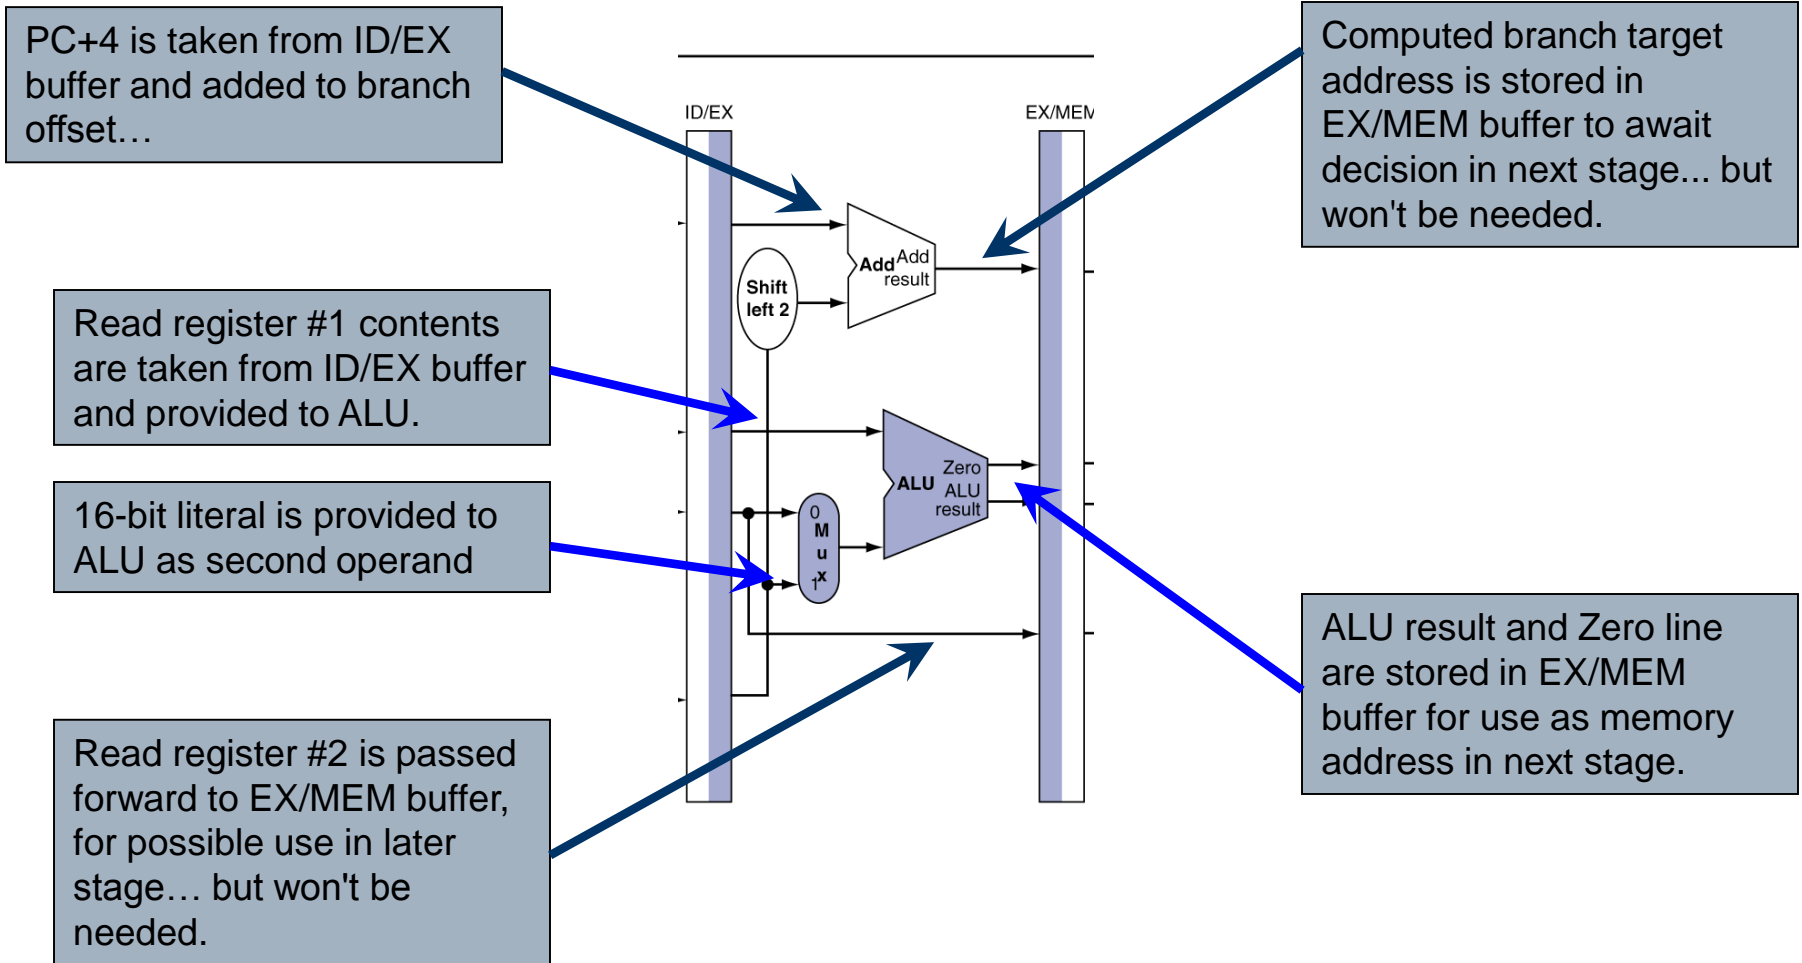 PC+4 is taken from ID/EX
buffer and added to branch
offset…
Computed branch target
address is stored in
EX/MEM buffer to await
decision in next stage... but
won't be needed.
ID/EX
EX/MEM
Add
Add
result
Shift
left 2
Read register #1 contents
are taken from ID/EX buffer
and provided to ALU.
16-bit literal is provided to
ALU as second operand
ALU
Zero
ALU
result
0
M
u
x
1
Read register #2 is passed
forward to EX/MEM buffer,
for possible use in later
stage… but won't be
needed.
ALU result and Zero line
are stored in EX/MEM
buffer for use as memory
address in next stage.